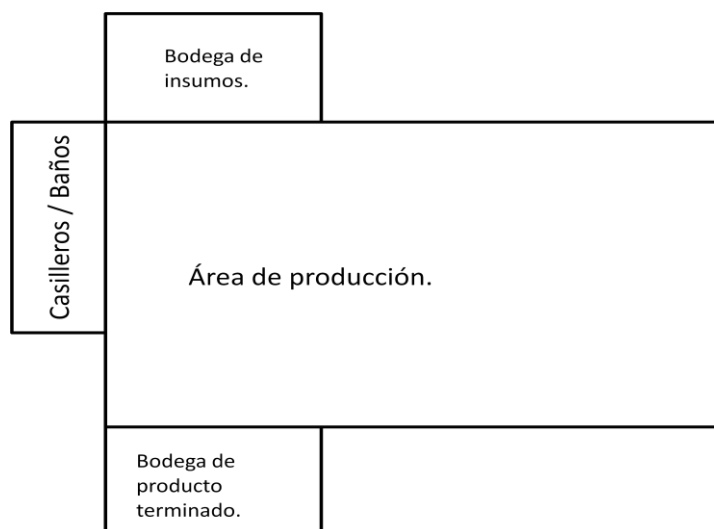 Bodega de
insumos.
Casilleros / Baños
Área de producción.
Bodega de
producto
terminado.